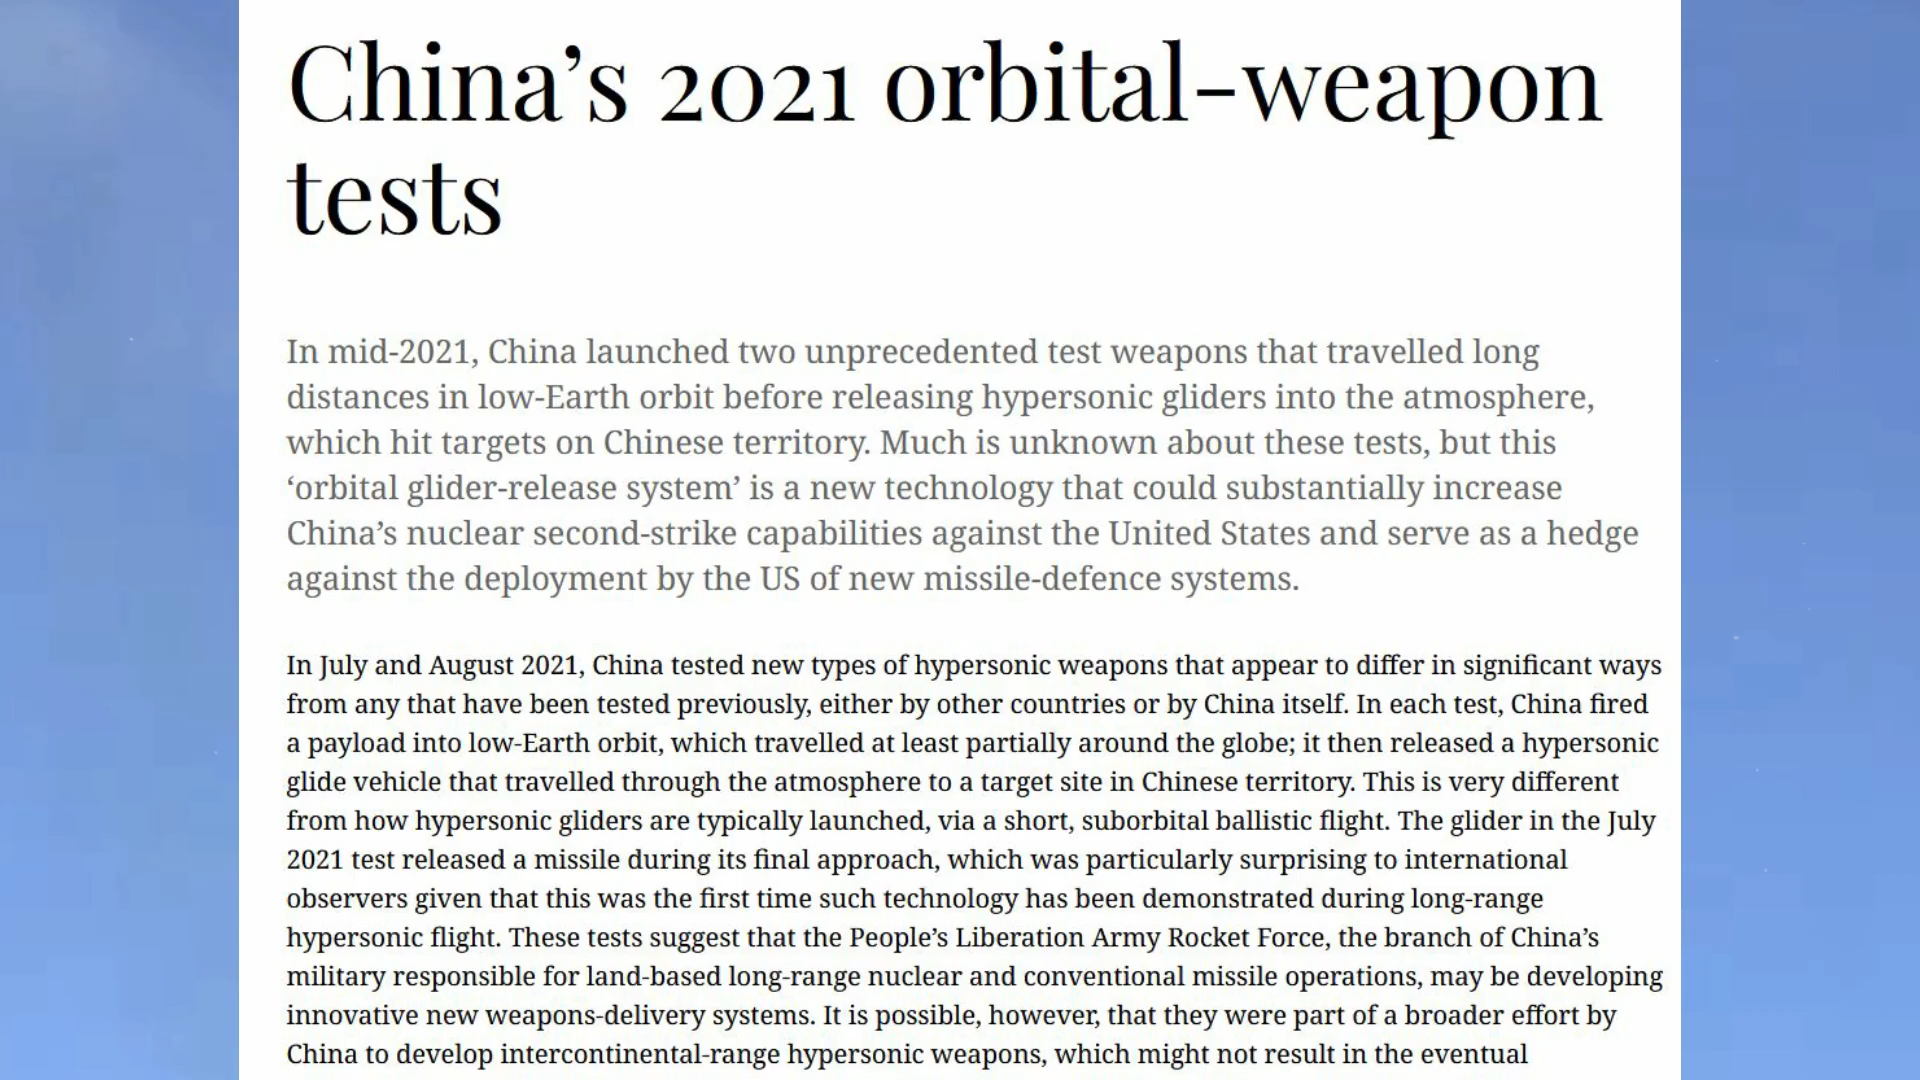 China’s 2021 orbital-weapon
tests
In mid-2021, China launched two unprecedented test weapons that travelled long
distances in low-Earth orbit before releasing hypersonic gliders into the atmosphere,
which hit targets on Chinese territory. Much is unknown about these tests, but this
‘orbital glider-release system’ is a new technology that could substantially increase
China’s nuclear second-strike capabilities against the United States and serve as a hedge
against the deployment by the US of new missile-defence systems.
In July and August 2021, China tested new types of hypersonic weapons that appear to differ in significant ways
from any that have been tested previously, either by other countries or by China itself. In each test, China fired
a payload into low-Earth orbit, which travelled at least partially around the globe; it then released a hypersonic
glide vehicle that travelled through the atmosphere to a target site in Chinese territory. This is very different
from how hypersonic gliders are typically launched, via a short, suborbital ballistic flight. The glider in the July
2021 test released a missile during its final approach, which was particularly surprising to international
observers given that this was the first time such technology has been demonstrated during long-range
hypersonic flight. These tests suggest that the People’s Liberation Army Rocket Force, the branch of China’s
military responsible for land-based long-range nuclear and conventional missile operations, may be developing
innovative new weapons-delivery systems. It is possible, however, that they were part of a broader effort by
China to develop intercontinental-range hypersonic weapons, which might not result in the eventual